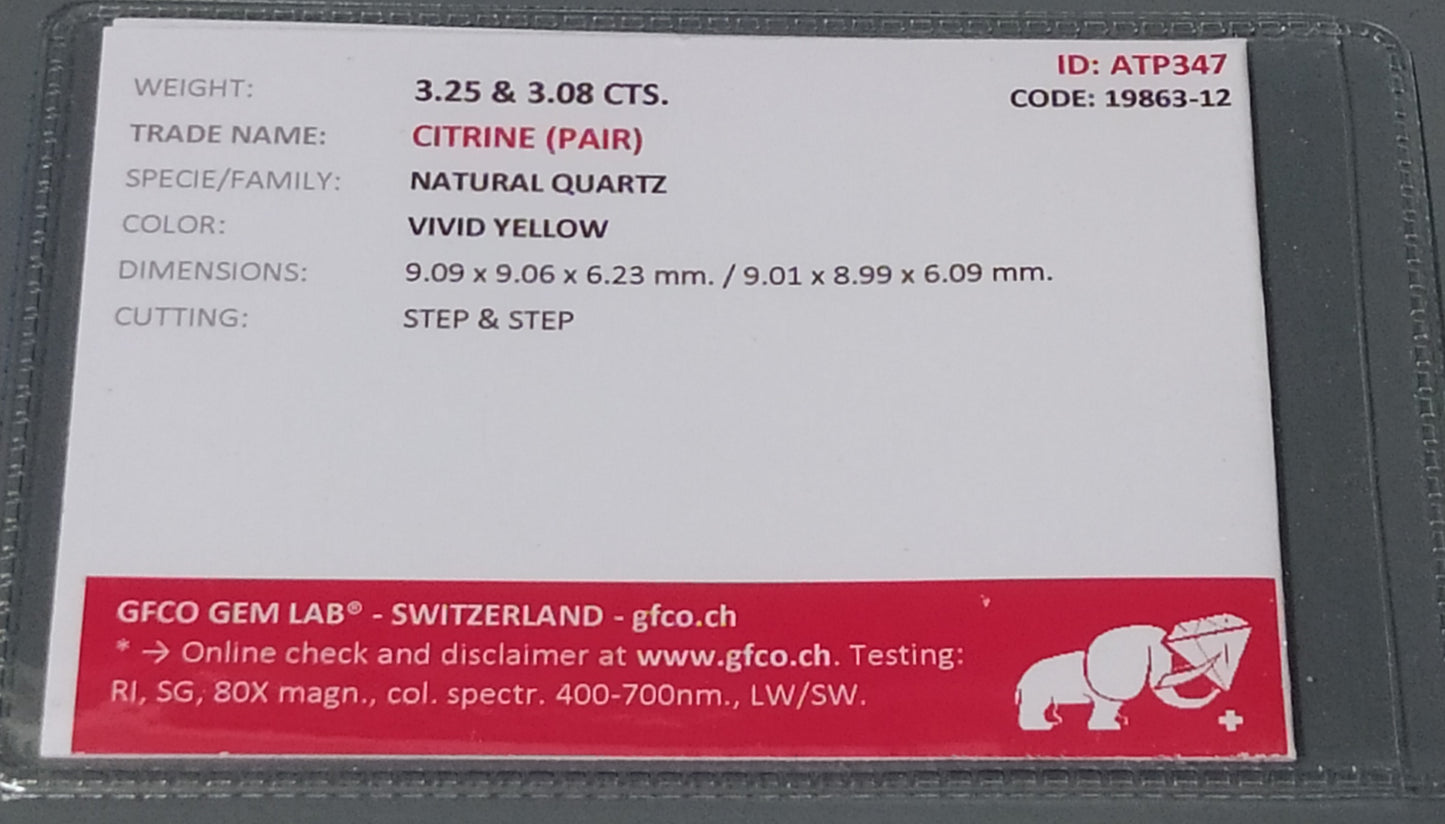 ID: ATP347
CODE: 19863-12
WEIGHT: 3.25 & 3.08 CTS.
TRADE NAME: CITRINE (PAIR)
SPECIE/FAMILY: NATURAL QUARTZ
COLOR: VIVID YELLOW
DIMENSIONS: 9.09 x 9.06 x 6.23 mm. / 9.01 x 8.99 x 6.09 mm.
CUTTING: STEP & STEP
GFCO GEM LAB® - SWITZERLAND - gfco.ch
* → Online check and disclaimer at www.gfco.ch. Testing:
RI, SG, 80X magn., col. spectr. 400-700nm., LW/SW.